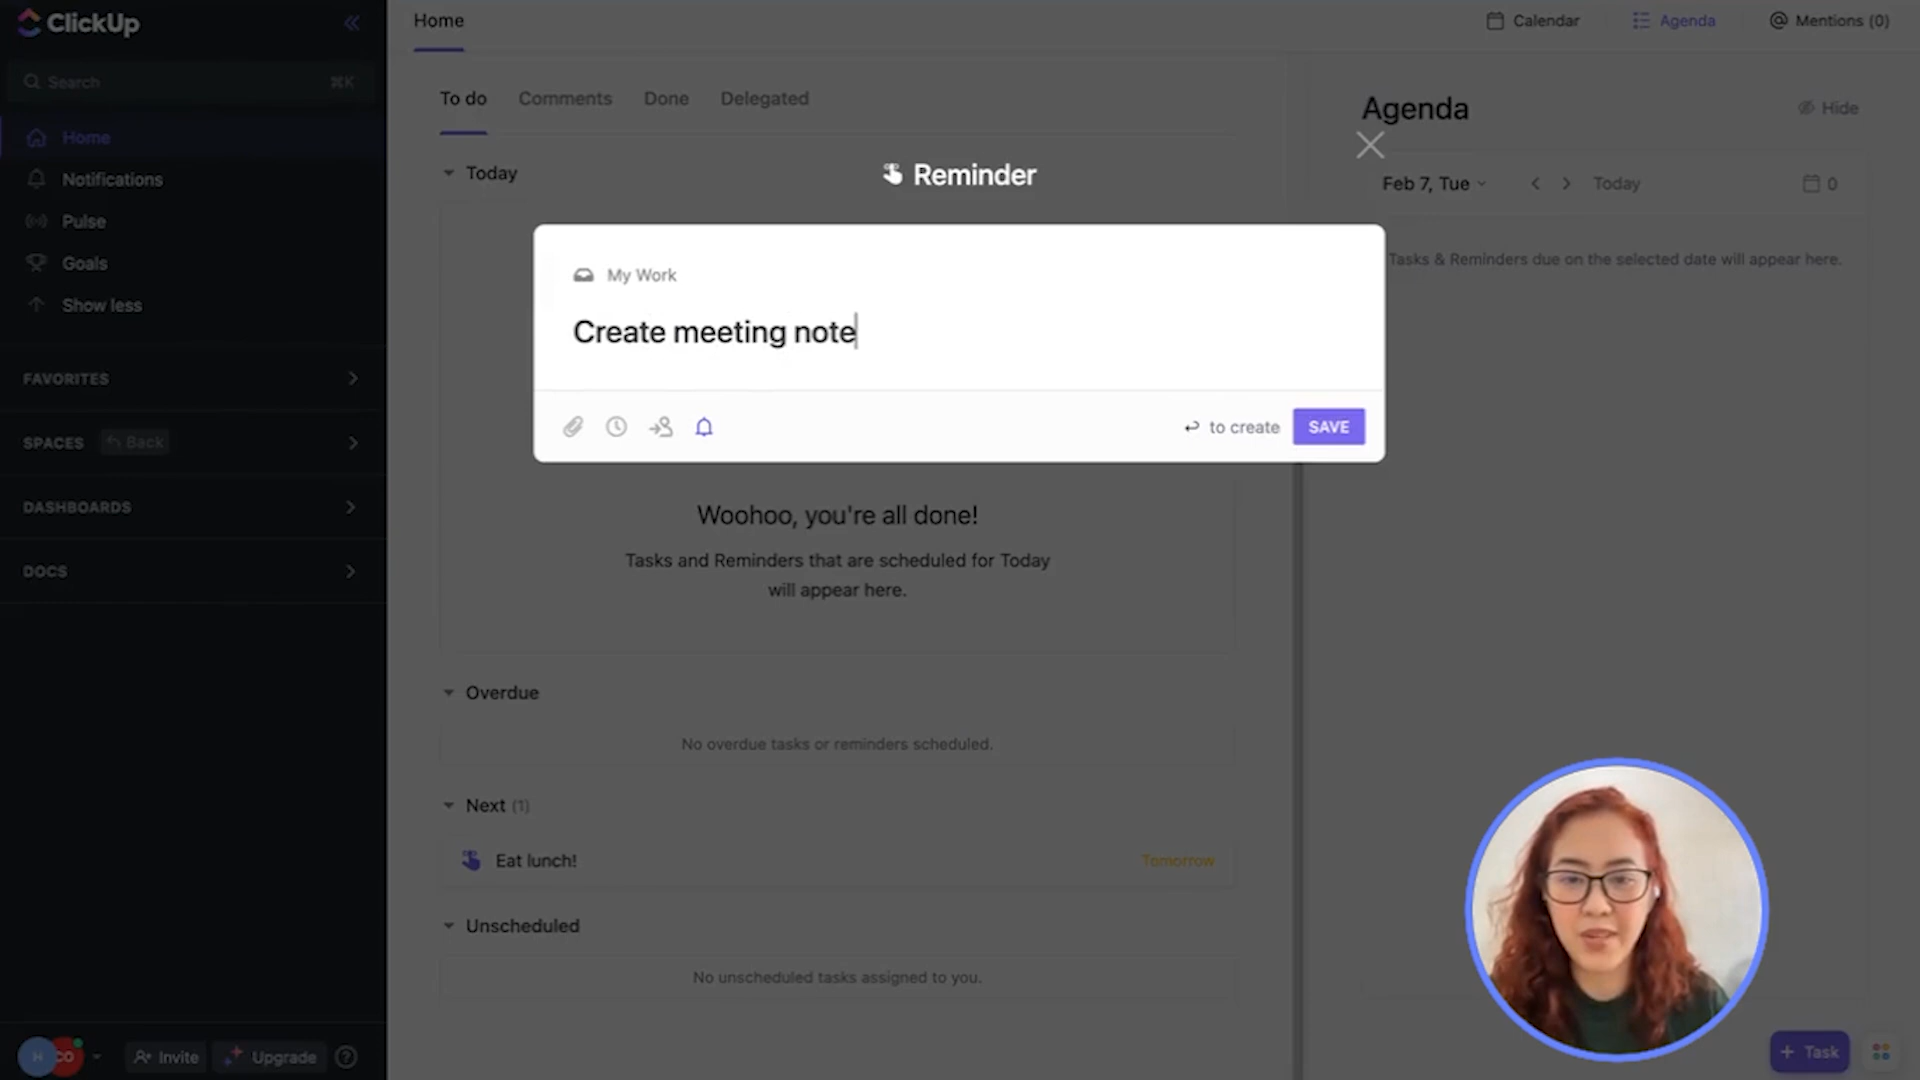 ClickUp
Search ⌘K
Home
Notifications
Pulse
Goals
Show less
FAVORITES
SPACES Back
DASHBOARDS
DOCS
H CO Invite Upgrade ?
Home
Calendar Agenda @ Mentions (0)
To do Comments Done Delegated
Today
Reminder
My Work
Create meeting note
to create SAVE
Woohoo, you're all done!
Tasks and Reminders that are scheduled for Today
will appear here.
Overdue
No overdue tasks or reminders scheduled.
Next (1)
Eat lunch! Tomorrow
Unscheduled
No unscheduled tasks assigned to you.
Agenda Hide
Feb 7, Tue Today 0
Tasks & Reminders due on the selected date will appear here.
+ Task